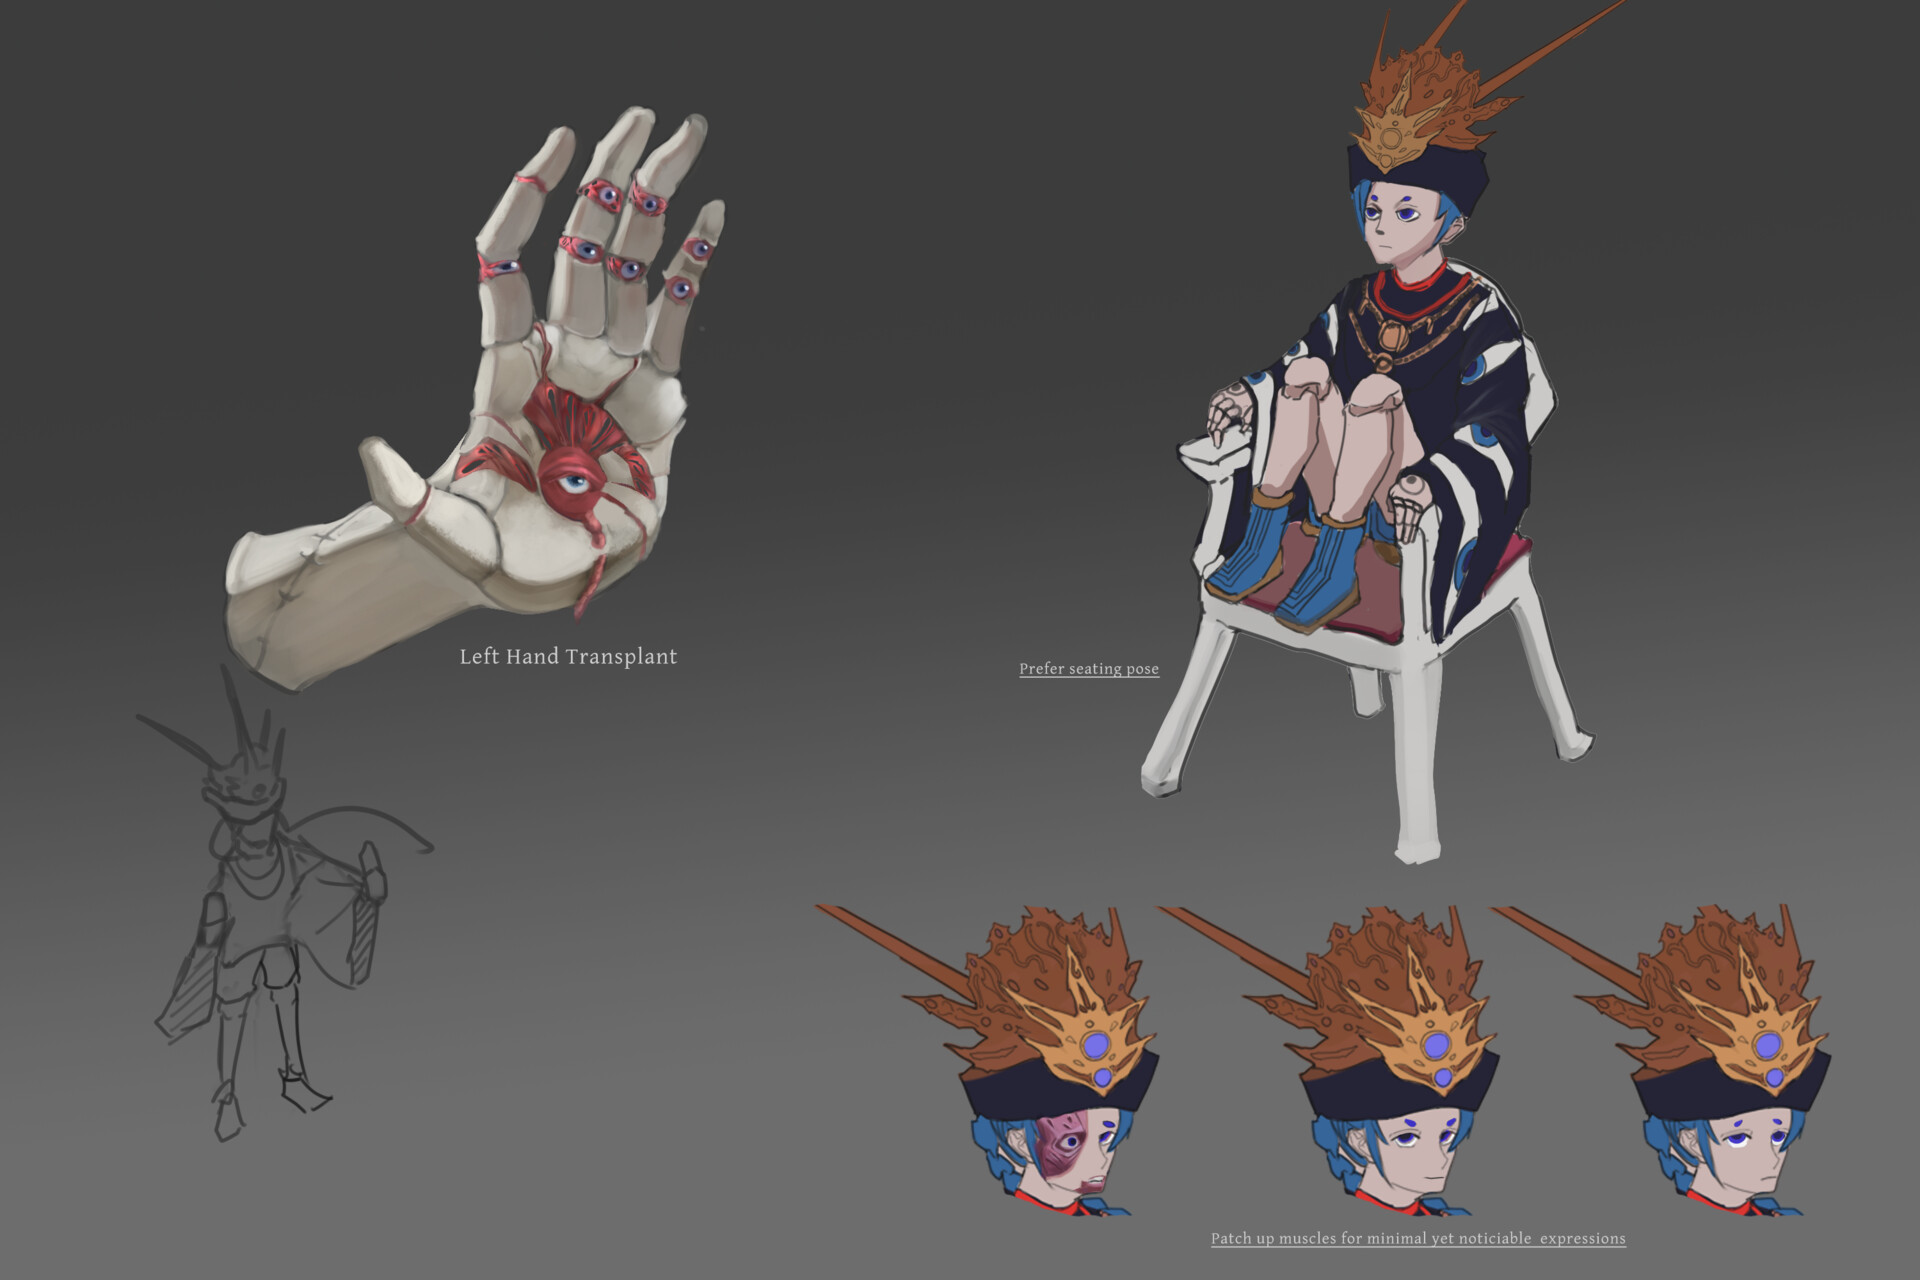 Left Hand Transplant
Prefer seating pose
Patch up muscles for minimal yet noticiable expressions